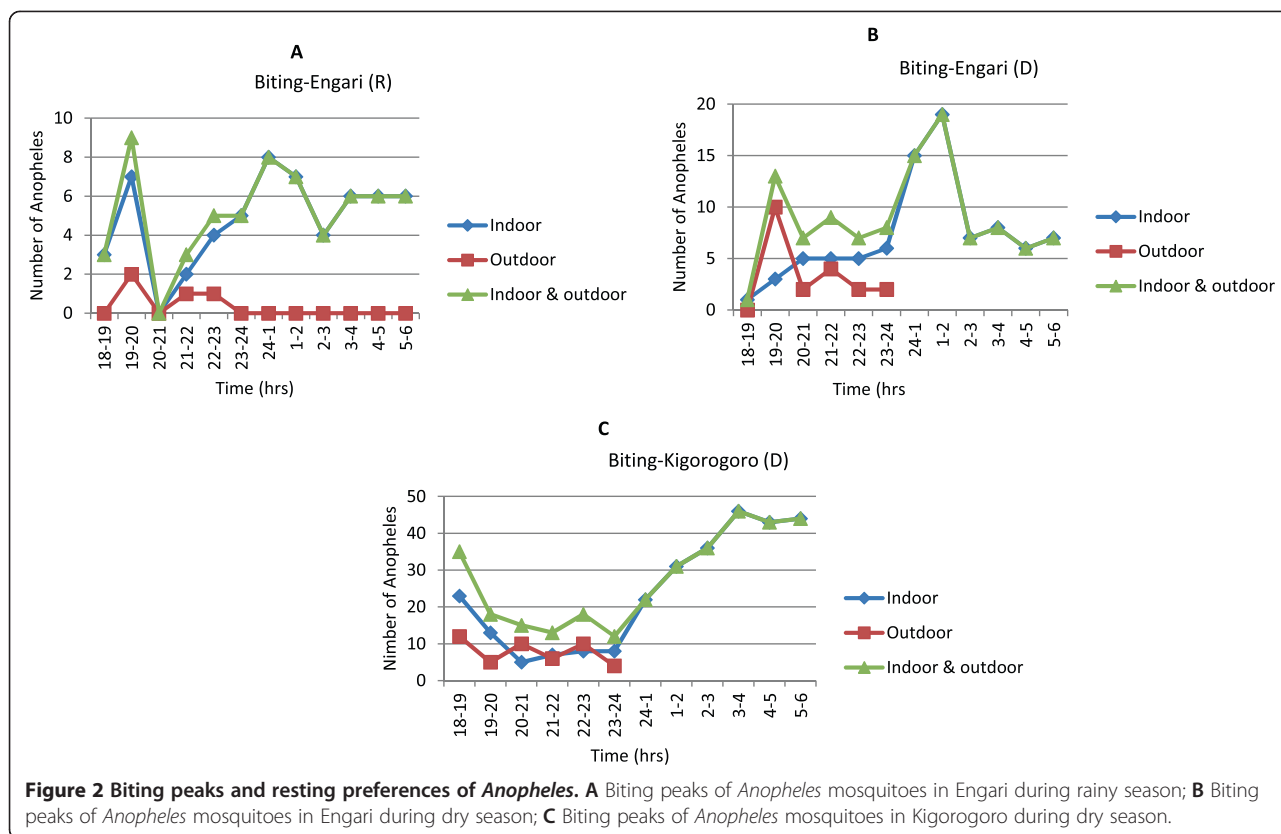 A
Biting-Engari (R)
Number of Anopheles
10
8
6
4
2
0
18-19
19-20
20-21
21-22
22-23
23-24
24-1
1-2
2-3
3-4
4-5
5-6
Time (hrs)
Indoor
Outdoor
Indoor & outdoor
B
Biting-Engari (D)
Number of Anopheles
20
15
10
5
0
18-19
19-20
20-21
21-22
22-23
23-24
24-1
1-2
2-3
3-4
4-5
5-6
Time (hrs
Indoor
Outdoor
Indoor & outdoor
C
Biting-Kigorogoro (D)
Nimber of Anopheles
50
40
30
20
10
0
18-19
19-20
20-21
21-22
22-23
23-24
24-1
1-2
2-3
3-4
4-5
5-6
Time (hrs)
Indoor
Outdoor
Indoor & outdoor
Figure 2 Biting peaks and resting preferences of Anopheles. A Biting peaks of Anopheles mosquitoes in Engari during rainy season; B Biting
peaks of Anopheles mosquitoes in Engari during dry season; C Biting peaks of Anopheles mosquitoes in Kigorogoro during dry season.